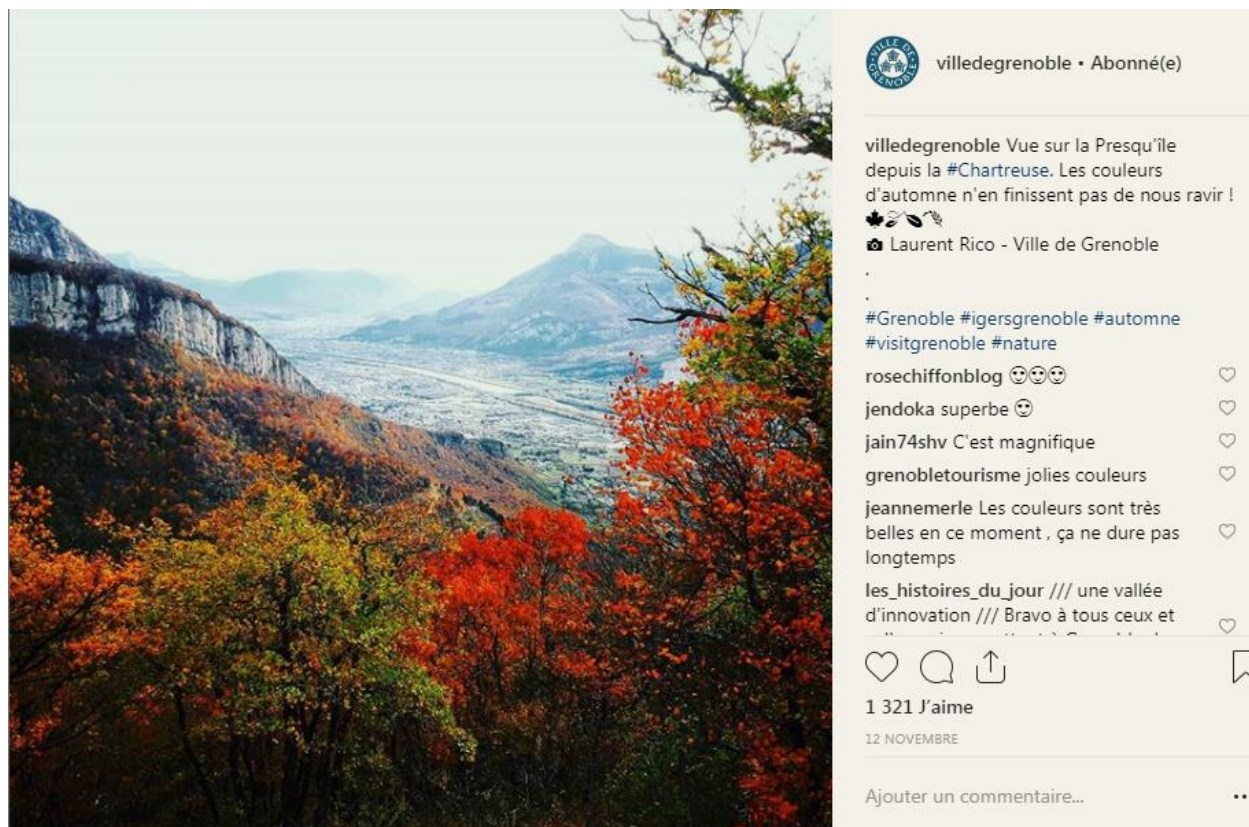 VILLE DE GRENOBLE
villedegrenoble • Abonné(e)
villedegrenoble Vue sur la Presqu'île
depuis la #Chartreuse. Les couleurs
d'automne n'en finissent pas de nous ravir !
Laurent Rico - Ville de Grenoble
.
.
#Grenoble #igersgrenoble #automne
#visitgrenoble #nature
rosechiffonblog
jendoka superbe
jain74shv C'est magnifique
grenobletourisme jolies couleurs
jeannemerle Les couleurs sont très
belles en ce moment , ça ne dure pas
longtemps
les_histoires_du_jour /// une vallée
d'innovation /// Bravo à tous ceux et
1 321 J'aime
12 NOVEMBRE
Ajouter un commentaire...